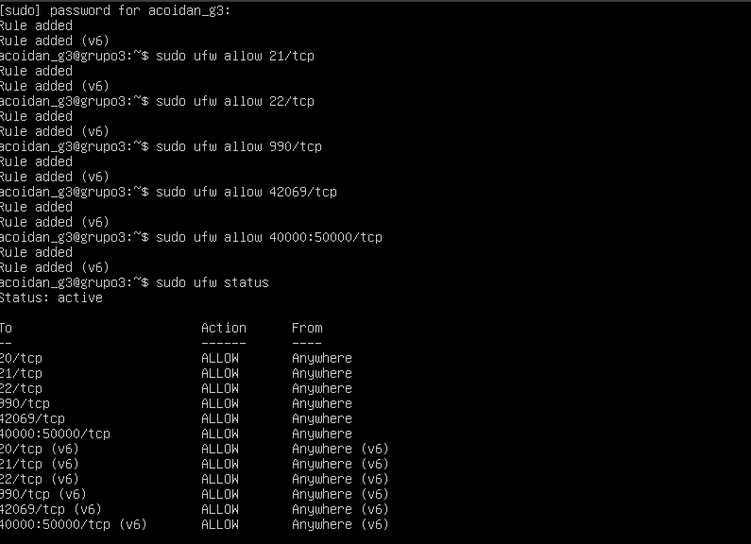 [sudo] password for acoidan_g3:
Rule added
Rule added (v6)
acoidan_g3@grupo3:~$ sudo ufw allow 21/tcp
Rule added
Rule added (v6)
acoidan_g3@grupo3:~$ sudo ufw allow 22/tcp
Rule added
Rule added (v6)
acoidan_g3@grupo3:~$ sudo ufw allow 990/tcp
Rule added
Rule added (v6)
acoidan_g3@grupo3:~$ sudo ufw allow 42069/tcp
Rule added
Rule added (v6)
acoidan_g3@grupo3:~$ sudo ufw allow 40000:50000/tcp
Rule added
Rule added (v6)
acoidan_g3@grupo3:~$ sudo ufw status
Status: active
To Action From
-- ------ ----
20/tcp ALLOW Anywhere
21/tcp ALLOW Anywhere
22/tcp ALLOW Anywhere
990/tcp ALLOW Anywhere
42069/tcp ALLOW Anywhere
40000:50000/tcp ALLOW Anywhere
20/tcp (v6) ALLOW Anywhere (v6)
21/tcp (v6) ALLOW Anywhere (v6)
22/tcp (v6) ALLOW Anywhere (v6)
990/tcp (v6) ALLOW Anywhere (v6)
42069/tcp (v6) ALLOW Anywhere (v6)
40000:50000/tcp (v6) ALLOW Anywhere (v6)